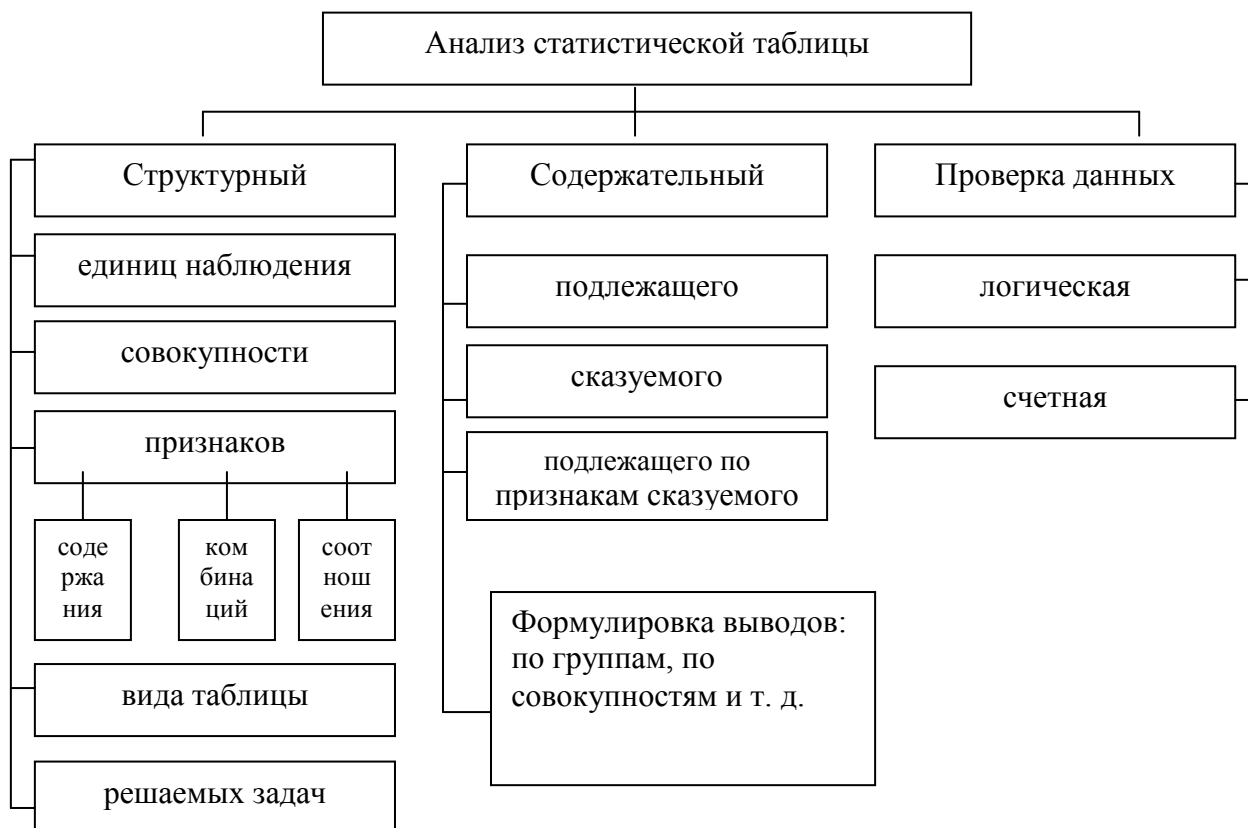 Анализ статистической таблицы
Структурный
единиц наблюдения
совокупности
признаков
соде
ржа
ния
ком
бина
ций
соот
нош
ения
вида таблицы
решаемых задач
Содержательный
подлежащего
сказуемого
подлежащего по
признакам сказуемого
Формулировка выводов:
по группам, по
совокупностям и т. д.
Проверка данных
логическая
счетная